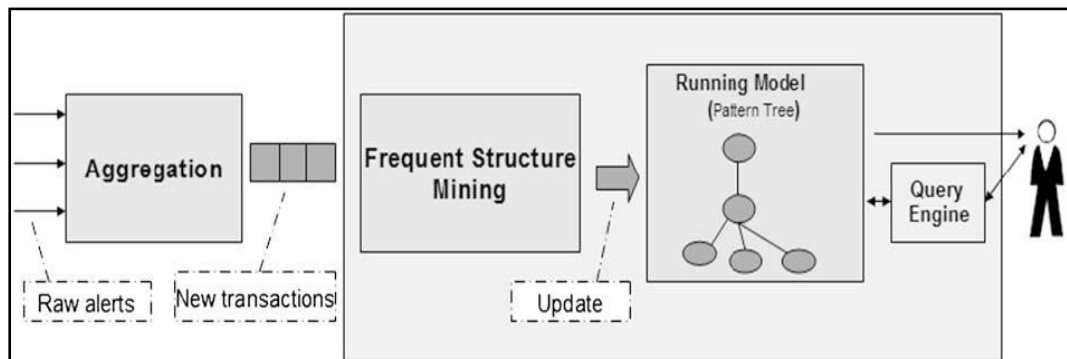 Aggregation
Raw alerts
New transactions
Frequent Structure
Mining
Update
Running Model
(Pattern Tree)
Query
Engine